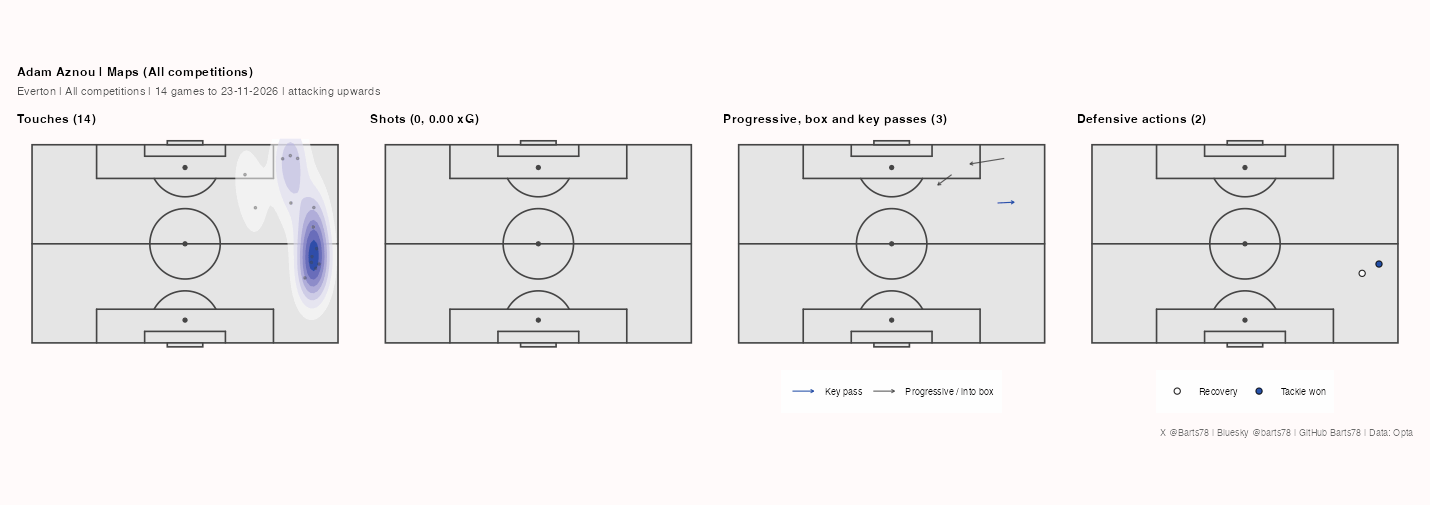 Adam Aznou | Maps (All competitions)
Everton | All competitions | 14 games to 23-11-2026 | attacking upwards
Touches (14)
Shots (0, 0.00 xG)
Progressive, box and key passes (3)
Defensive actions (2)
Key pass
Progressive / into box
Recovery
Tackle won
X @Barts78 | Bluesky @barts78 | GitHub Barts78 | Data: Opta